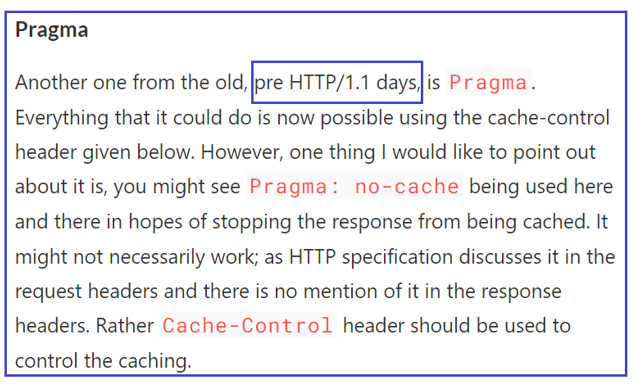 Pragma
Another one from the old, pre HTTP/1.1 days, is Pragma.
Everything that it could do is now possible using the cache-control
header given below. However, one thing I would like to point out
about it is, you might see Pragma: no-cache being used here
and there in hopes of stopping the response from being cached. It
might not necessarily work; as HTTP specification discusses it in the
request headers and there is no mention of it in the response
headers. Rather Cache-Control header should be used to
control the caching.